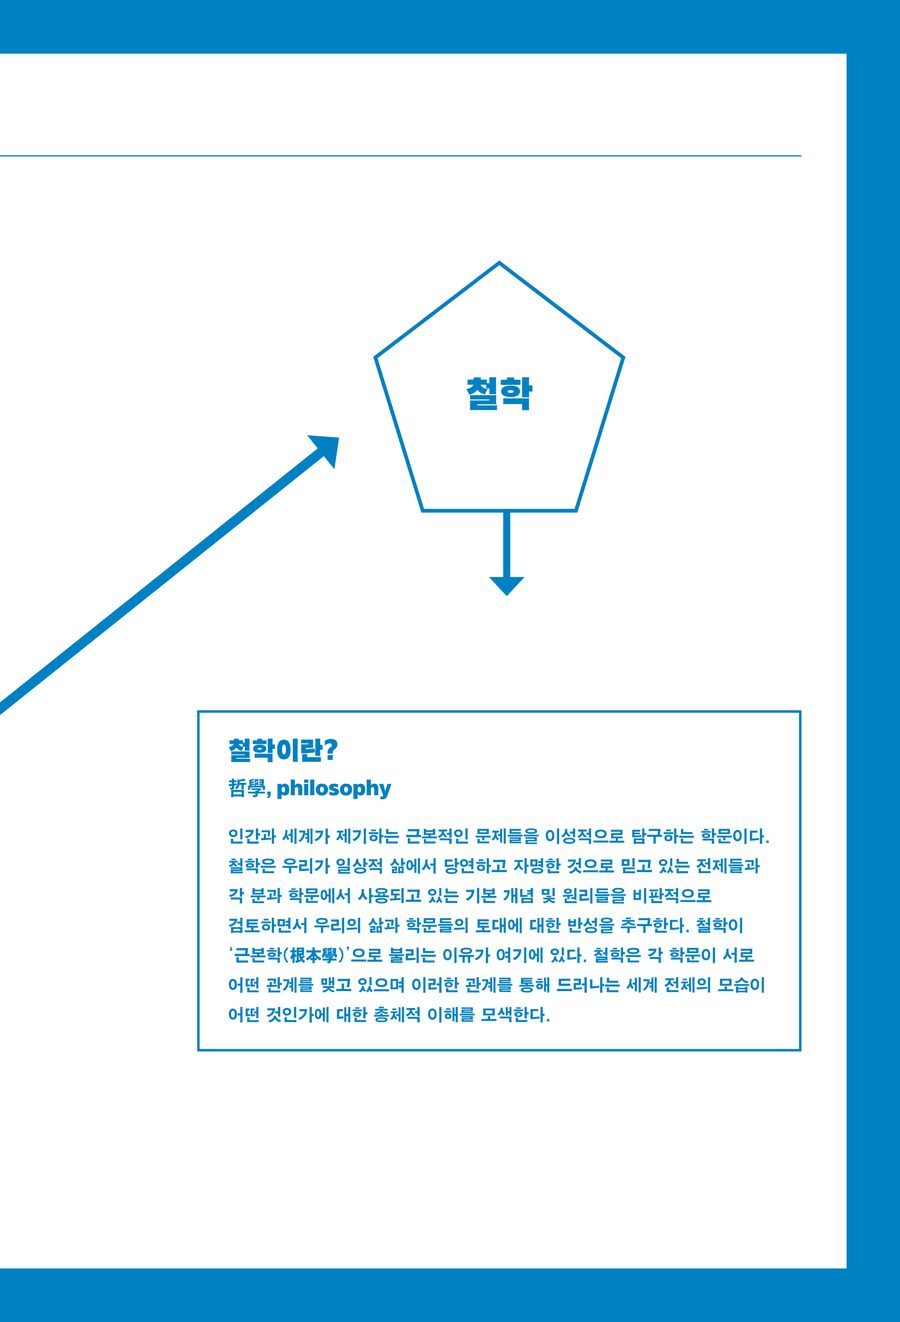 철학
철학이란?
哲學, philosophy
인간과 세계가 제기하는 근본적인 문제들을 이성적으로 탐구하는 학문이다.
철학은 우리가 일상적 삶에서 당연하고 자명한 것으로 믿고 있는 전제들과
각 분과 학문에서 사용되고 있는 기본 개념 및 원리들을 비판적으로
검토하면서 우리의 삶과 학문들의 토대에 대한 반성을 추구한다. 철학이
‘근본학(根本學)’으로 불리는 이유가 여기에 있다. 철학은 각 학문이 서로
어떤 관계를 맺고 있으며 이러한 관계를 통해 드러나는 세계 전체의 모습이
어떤 것인가에 대한 총체적 이해를 모색한다.